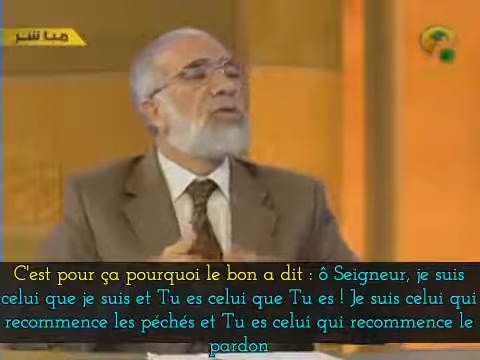 مباشر
C'est pour ça pourquoi le bon a dit : ô Seigneur, je suis
celui que je suis et Tu es celui que Tu es ! Je suis celui qui
recommence les péchés et Tu es celui qui recommence le
pardon